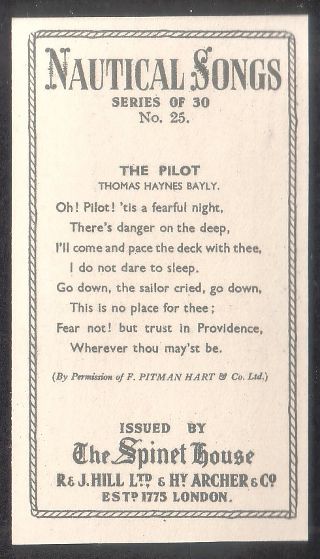 NAUTICAL SONGS
SERIES OF 30
No. 25.
THE PILOT
THOMAS HAYNES BAYLY.
Oh! Pilot! 'tis a fearful night,
There's danger on the deep,
I'll come and pace the deck with thee,
I do not dare to sleep.
Go down, the sailor cried, go down,
This is no place for thee;
Fear not! but trust in Providence,
Wherever thou may'st be.
(By Permission of F. PITMAN HART & Co. Ltd.)
ISSUED BY
The Spinet House
R & J. HILL LTD & HY ARCHER & CO
ESTD 1775 LONDON.